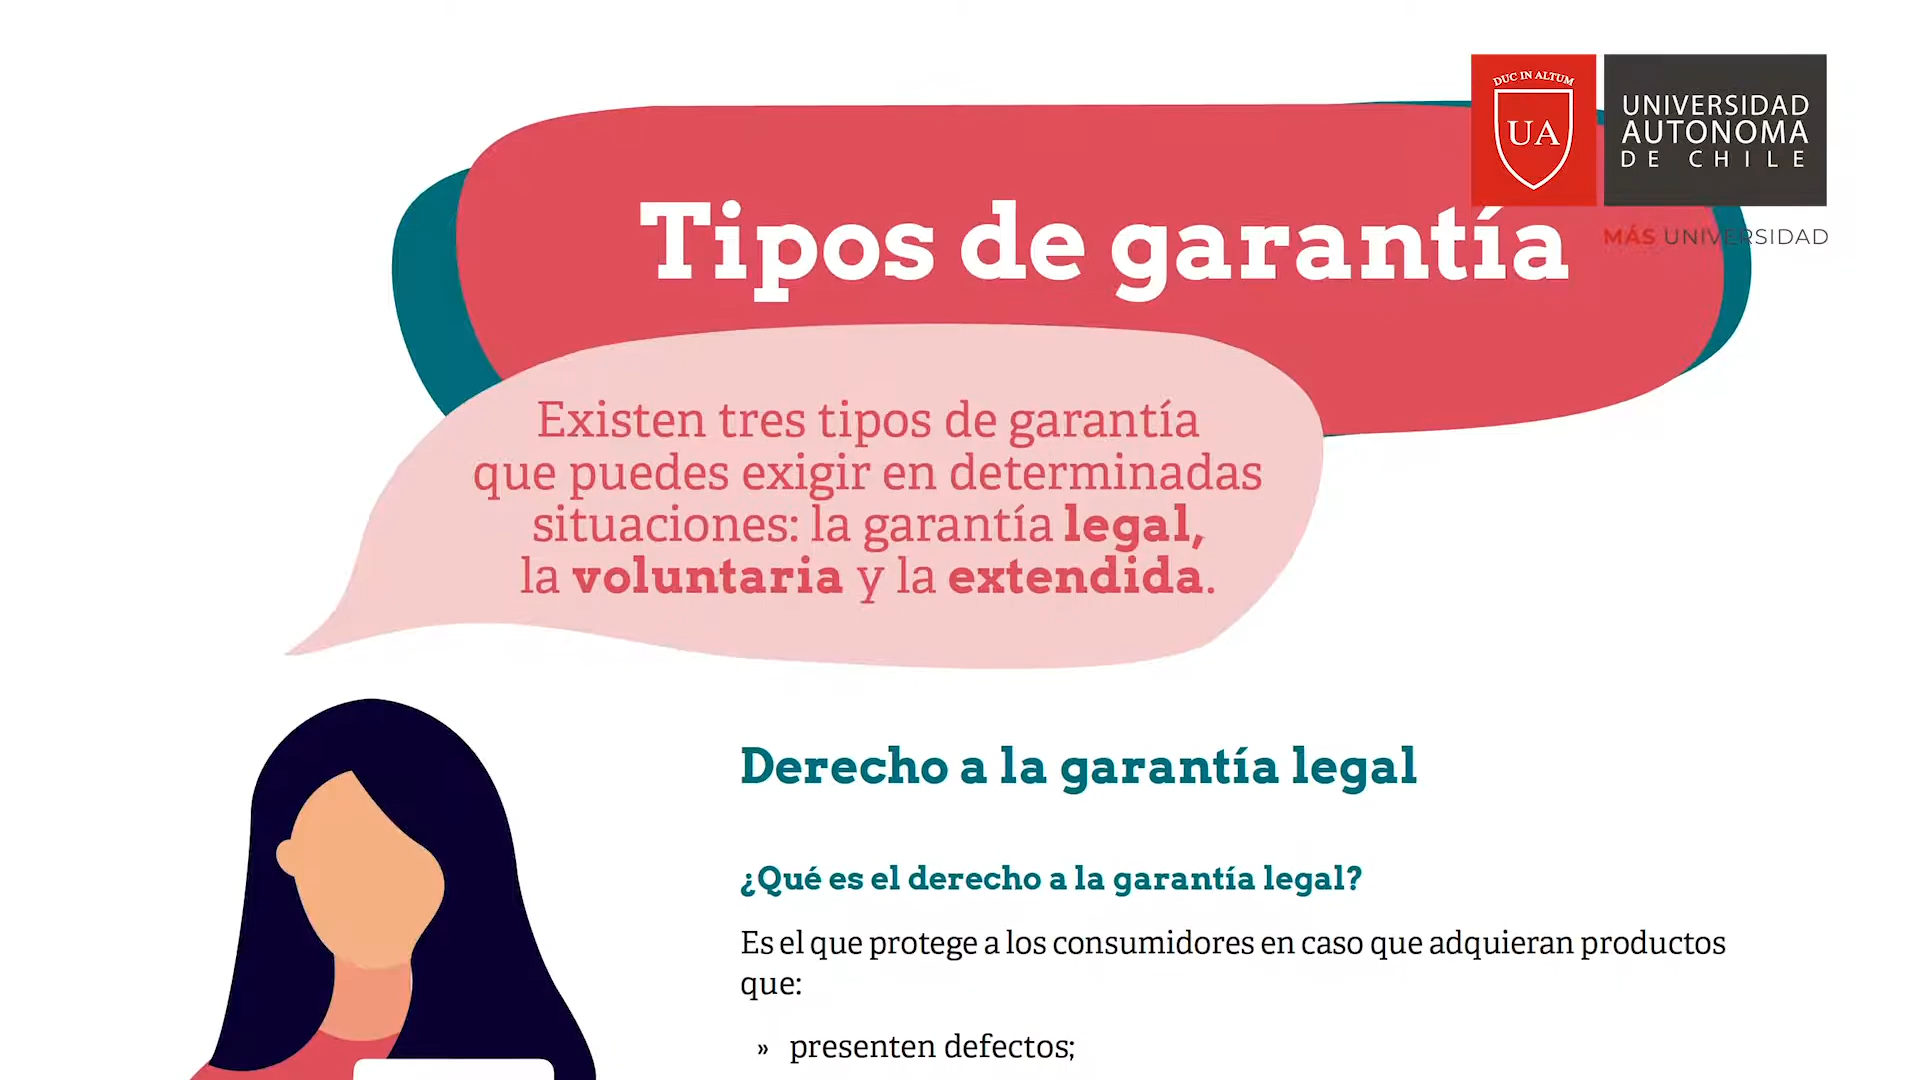 DUC IN ALTUM
UA
UNIVERSIDAD
AUTONOMA
DE CHILE
MÁS UNIVERSIDAD
Tipos de garantía
Existen tres tipos de garantía
que puedes exigir en determinadas
situaciones: la garantía legal,
la voluntaria y la extendida.
Derecho a la garantía legal
¿Qué es el derecho a la garantía legal?
Es el que protege a los consumidores en caso que adquieran productos
que:
» presenten defectos;